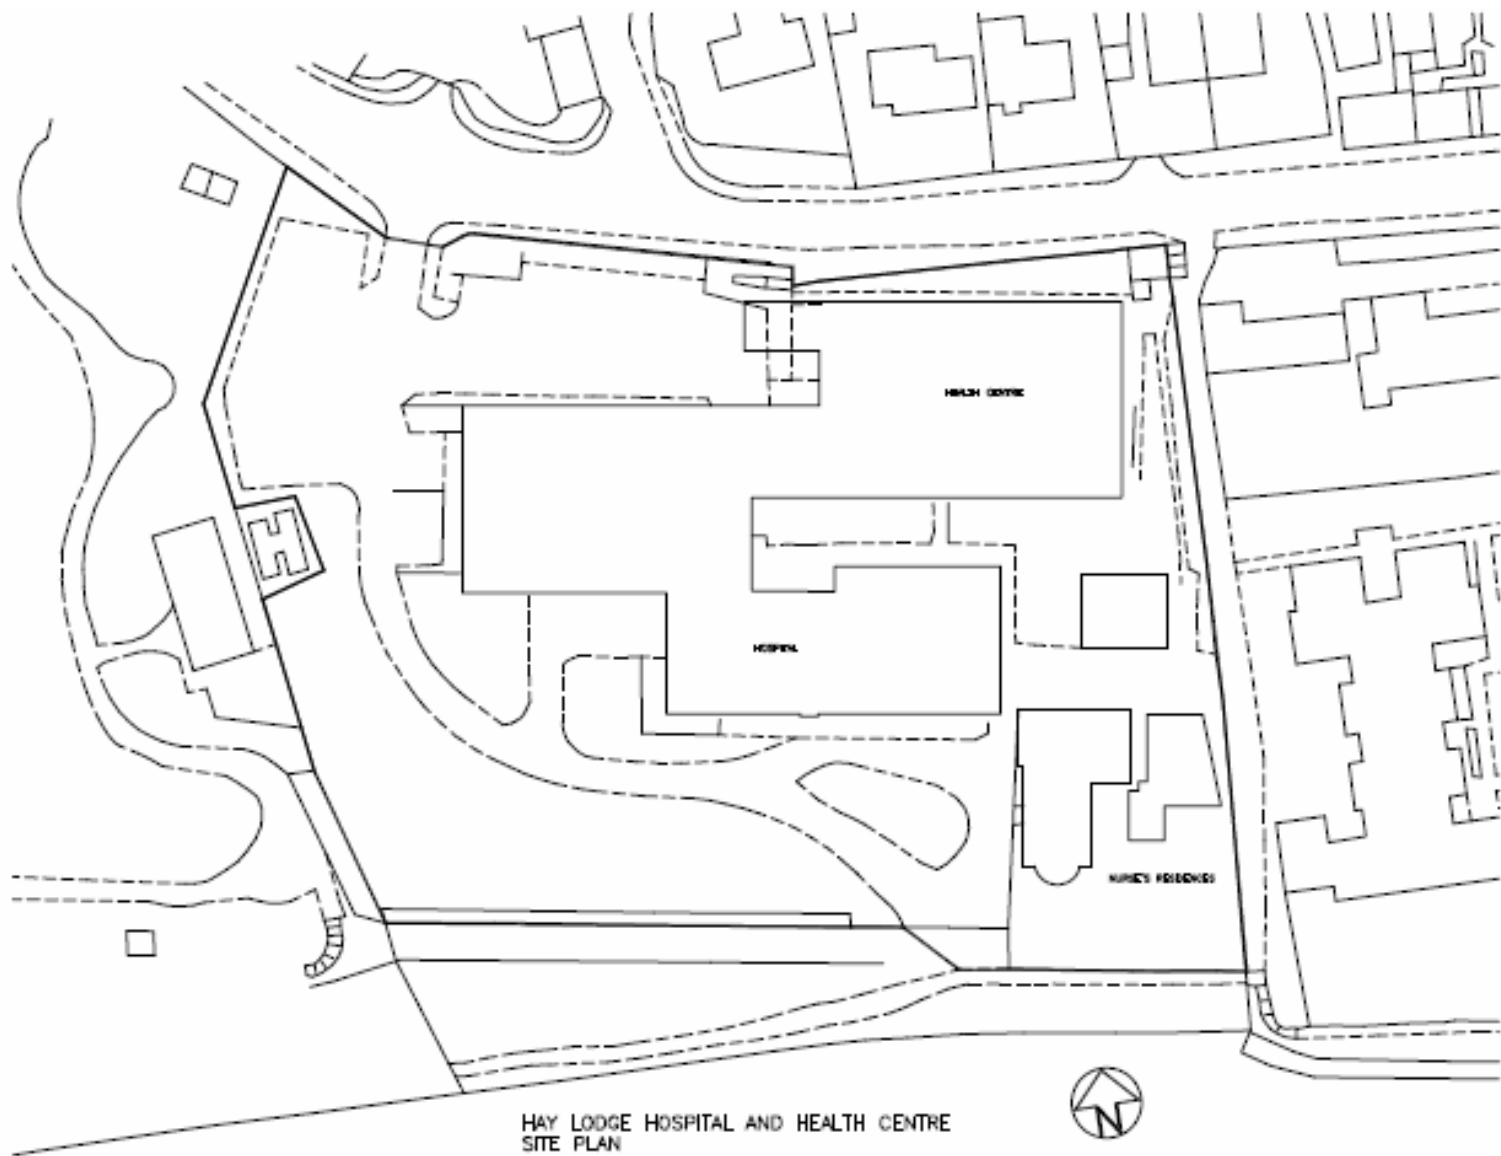 HEALTH CENTRE
HOSPITAL
NURSE'S RESIDENCES
N
HAY LODGE HOSPITAL AND HEALTH CENTRE
SITE PLAN